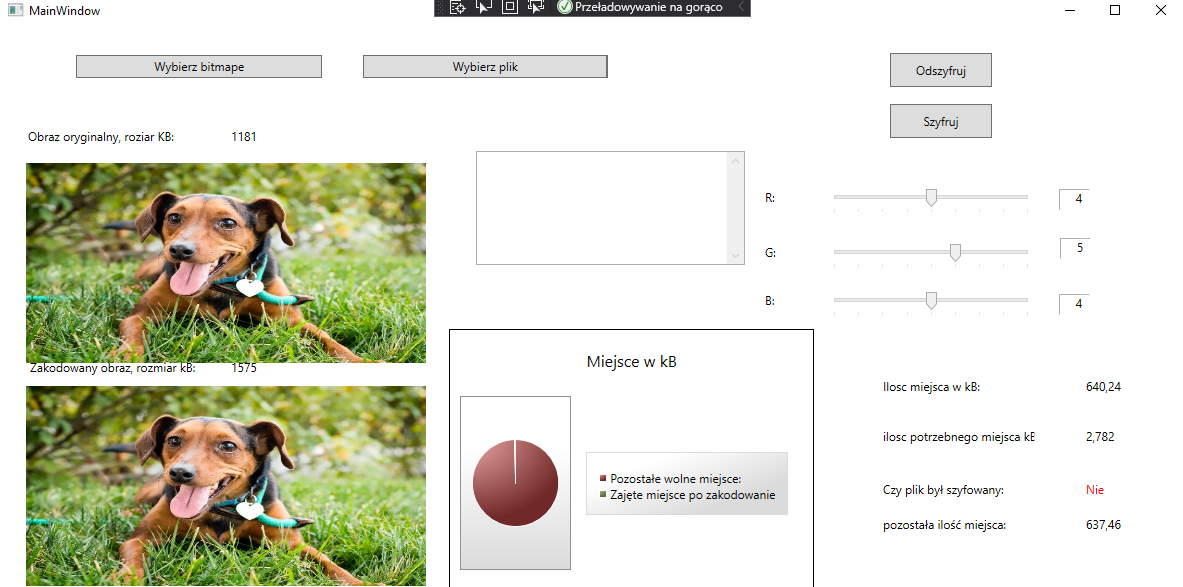 MainWindow
Przeładowywanie na gorąco
Wybierz bitmape
Wybierz plik
Odszyfruj
Szyfruj
Obraz oryginalny, roziar KB: 1181
R: 4
G: 5
B: 4
Zakodowany obraz, rozmiar kB: 1575
Miejsce w kB
Pozostałe wolne miejsce:
Zajęte miejsce po zakodowanie
Ilosc miejsca w kB: 640,24
ilosc potrzebnego miejsca kB 2,782
Czy plik był szyfowany: Nie
pozostała ilość miejsca: 637,46